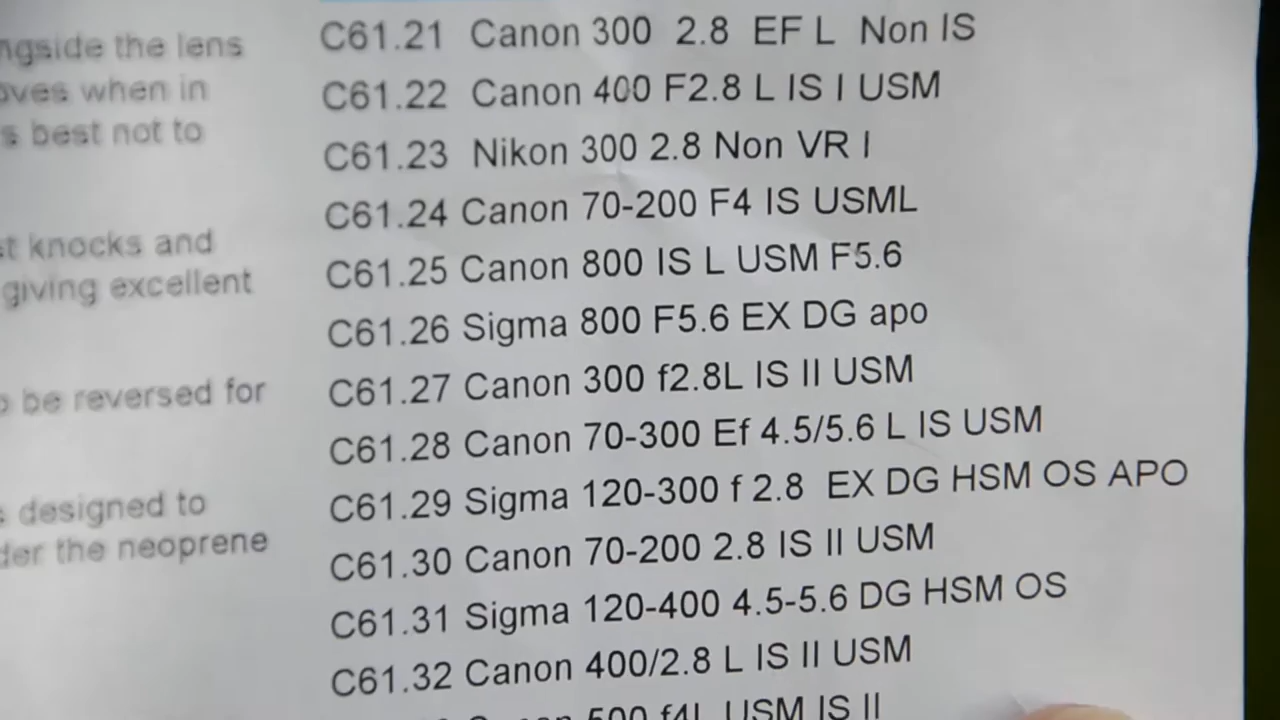 the lens
when in
best not to
knocks and
giving excellent
be reversed for
designed to
the neoprene
C61.21 Canon 300 2.8 EF L Non IS
C61.22 Canon 400 F2.8 L IS I USM
C61.23 Nikon 300 2.8 Non VR I
C61.24 Canon 70-200 F4 IS USML
C61.25 Canon 800 IS L USM F5.6
C61.26 Sigma 800 F5.6 EX DG apo
C61.27 Canon 300 f2.8L IS II USM
C61.28 Canon 70-300 Ef 4.5/5.6 L IS USM
C61.29 Sigma 120-300 f 2.8 EX DG HSM OS APO
C61.30 Canon 70-200 2.8 IS II USM
C61.31 Sigma 120-400 4.5-5.6 DG HSM OS
C61.32 Canon 400/2.8 L IS II USM
500 f4L USM IS II